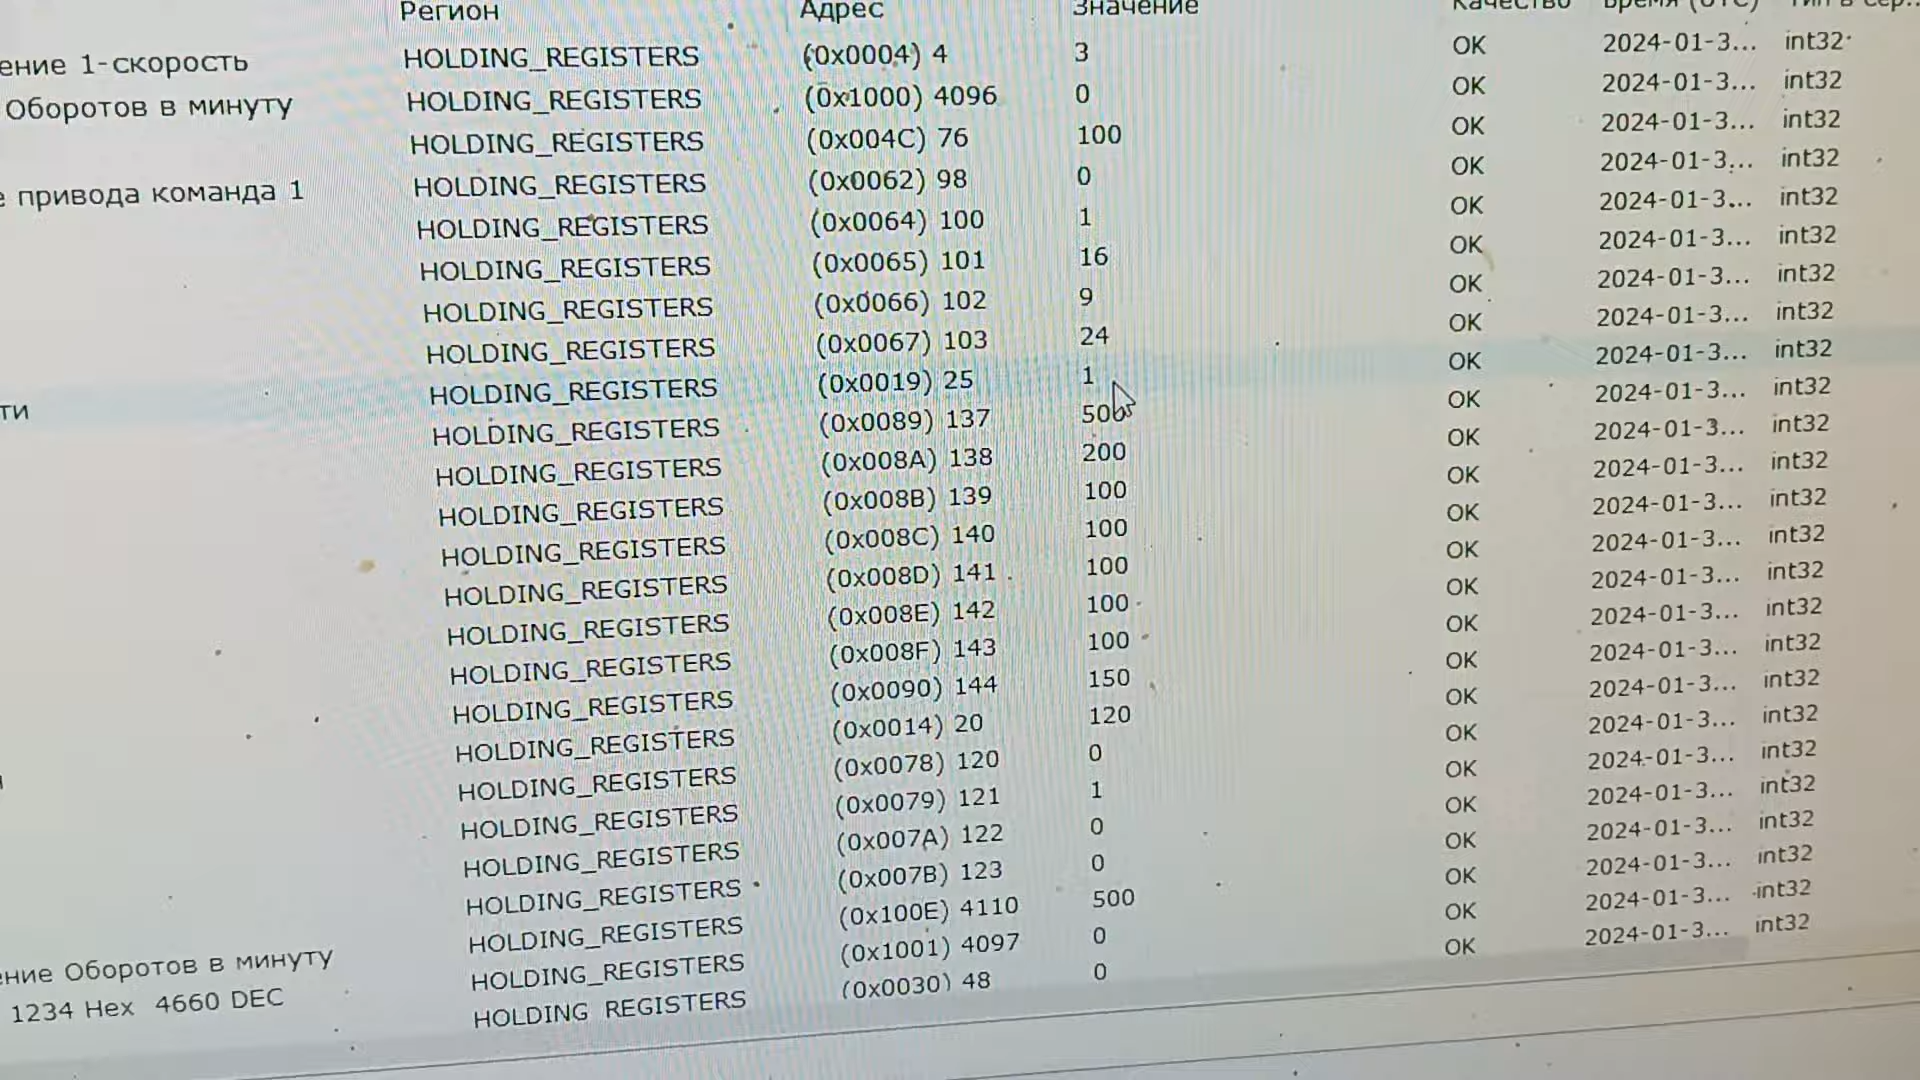 Регион Адрес Значение Качество Время (UTC) Тип в сер...
ение 1-скорость HOLDING_REGISTERS (0x0004) 4 3 OK 2024-01-3... int32
Оборотов в минуту HOLDING_REGISTERS (0x1000) 4096 0 OK 2024-01-3... int32
HOLDING_REGISTERS (0x004C) 76 100 OK 2024-01-3... int32
е привода команда 1 HOLDING_REGISTERS (0x0062) 98 0 OK 2024-01-3... int32
HOLDING_REGISTERS (0x0064) 100 1 OK 2024-01-3... int32
HOLDING_REGISTERS (0x0065) 101 16 OK 2024-01-3... int32
HOLDING_REGISTERS (0x0066) 102 9 OK 2024-01-3... int32
HOLDING_REGISTERS (0x0067) 103 24 OK 2024-01-3... int32
ти HOLDING_REGISTERS (0x0019) 25 1 OK 2024-01-3... int32
HOLDING_REGISTERS (0x0089) 137 500 OK 2024-01-3... int32
HOLDING_REGISTERS (0x008A) 138 200 OK 2024-01-3... int32
HOLDING_REGISTERS (0x008B) 139 100 OK 2024-01-3... int32
HOLDING_REGISTERS (0x008C) 140 100 OK 2024-01-3... int32
HOLDING_REGISTERS (0x008D) 141 100 OK 2024-01-3... int32
HOLDING_REGISTERS (0x008E) 142 100 OK 2024-01-3... int32
HOLDING_REGISTERS (0x008F) 143 100 OK 2024-01-3... int32
HOLDING_REGISTERS (0x0090) 144 150 OK 2024-01-3... int32
HOLDING_REGISTERS (0x0014) 20 120 OK 2024-01-3... int32
HOLDING_REGISTERS (0x0078) 120 0 OK 2024-01-3... int32
HOLDING_REGISTERS (0x0079) 121 1 OK 2024-01-3... int32
HOLDING_REGISTERS (0x007A) 122 0 OK 2024-01-3... int32
HOLDING_REGISTERS (0x007B) 123 0 OK 2024-01-3... int32
ение Оборотов в минуту HOLDING_REGISTERS (0x100E) 4110 500 OK 2024-01-3... int32
1234 Hex 4660 DEC HOLDING_REGISTERS (0x1001) 4097 0 OK 2024-01-3... int32
HOLDING_REGISTERS (0x0030) 48 0 OK 2024-01-3... int32